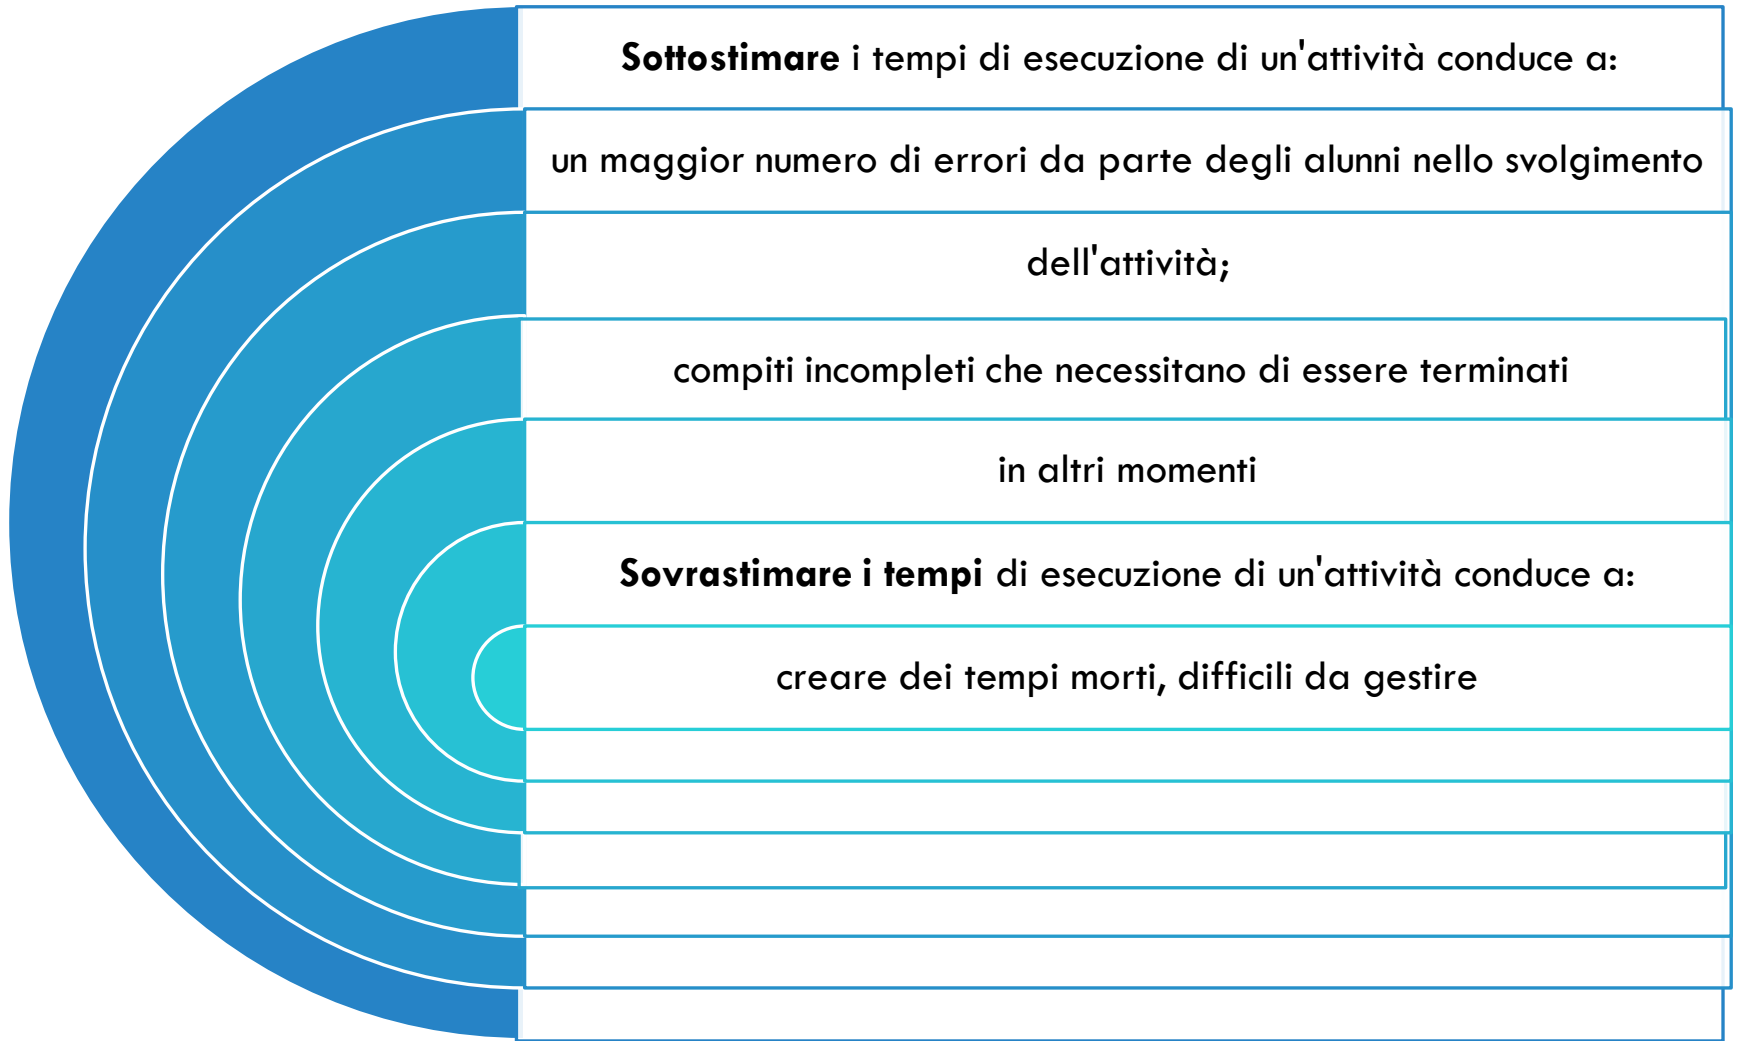 Sottostimare i tempi di esecuzione di un'attività conduce a:
un maggior numero di errori da parte degli alunni nello svolgimento
dell'attività;
compiti incompleti che necessitano di essere terminati
in altri momenti
Sovrastimare i tempi di esecuzione di un'attività conduce a:
creare dei tempi morti, difficili da gestire